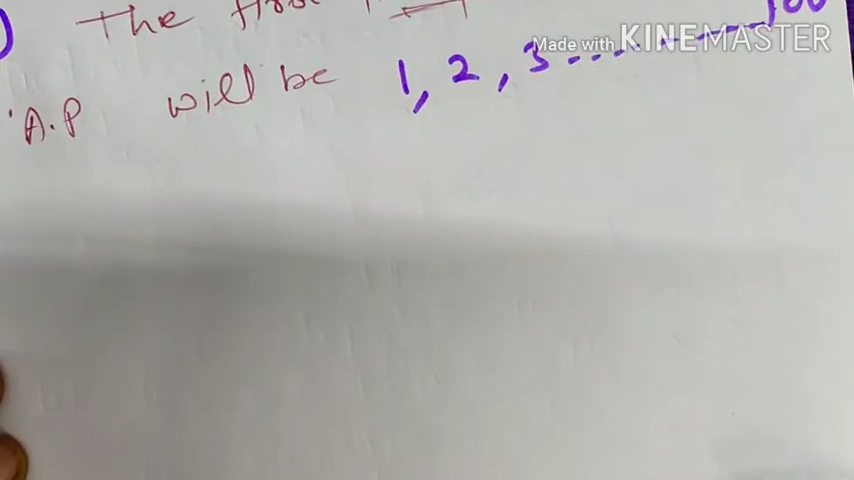 ) The
Made with KINEMASTER
A.P will be 1, 2, 3 ........ 100